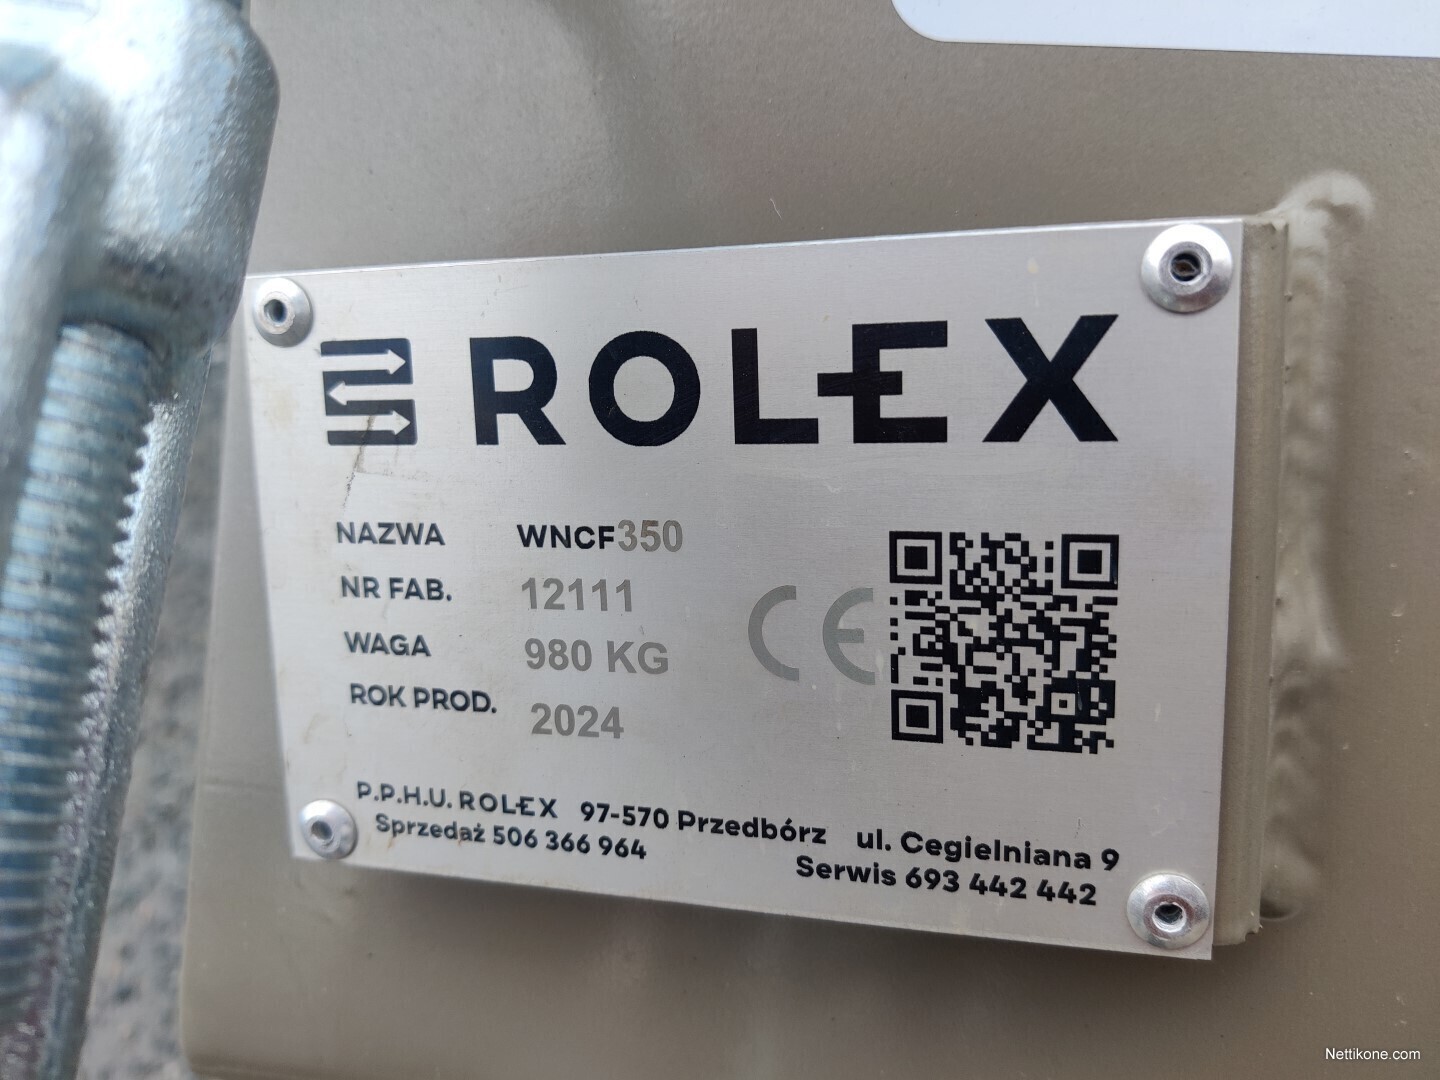 ROLEX
NAZWA WNCF350
NR FAB. 12111
WAGA 980 KG
ROK PROD. 2024
CE
P.P.H.U. ROLEX 97-570 Przedbórz ul. Cegielniana 9
Sprzedaż 506 366 964 Serwis 693 442 442
Nettikone.com